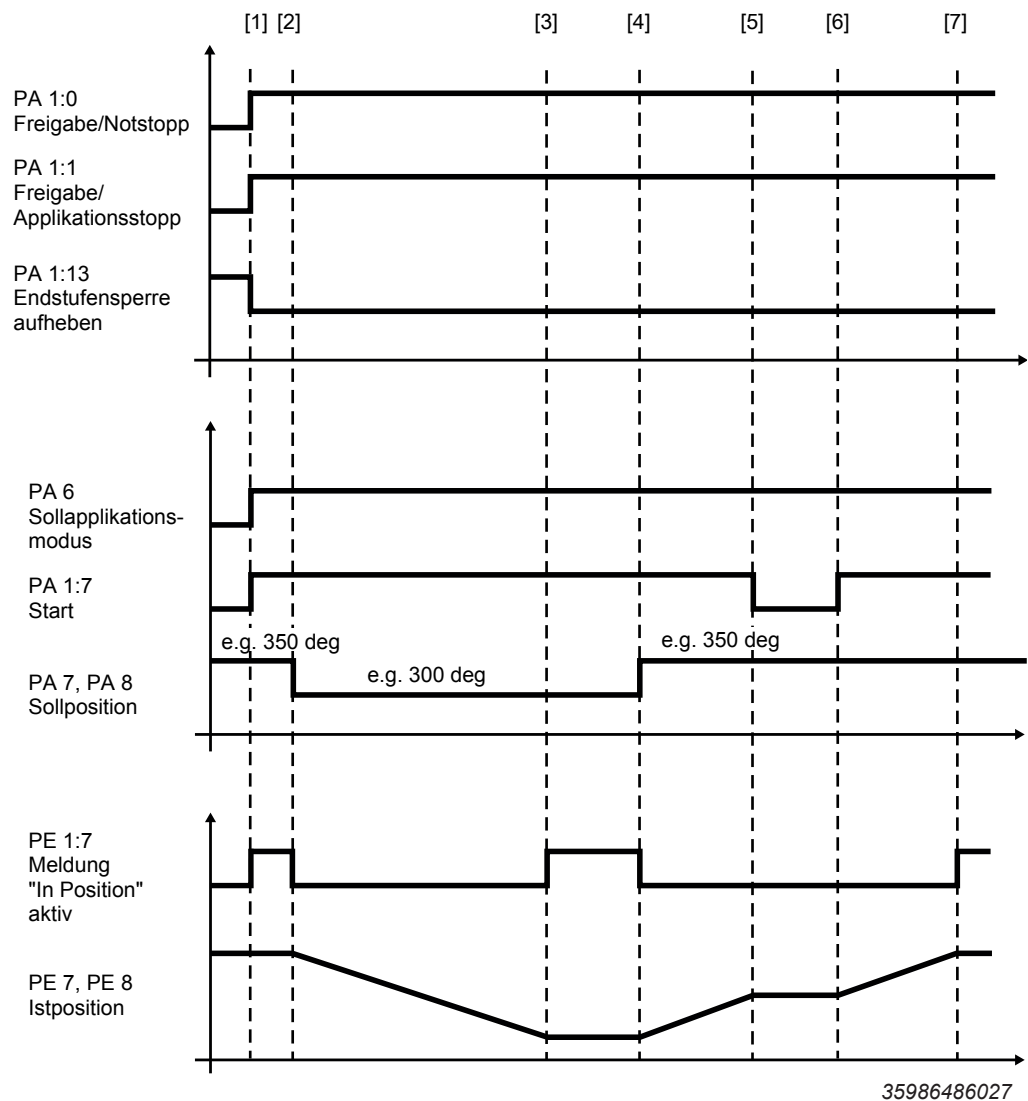 [1] [2] [3] [4] [5] [6] [7]
PA 1:0
Freigabe/Notstopp
PA 1:1
Freigabe/
Applikationsstopp
PA 1:13
Endstufensperre
aufheben
PA 6
Sollapplikations-
modus
PA 1:7
Start
e.g. 350 deg
e.g. 300 deg
e.g. 350 deg
PA 7, PA 8
Sollposition
PE 1:7
Meldung
"In Position"
aktiv
PE 7, PE 8
Istposition
35986486027